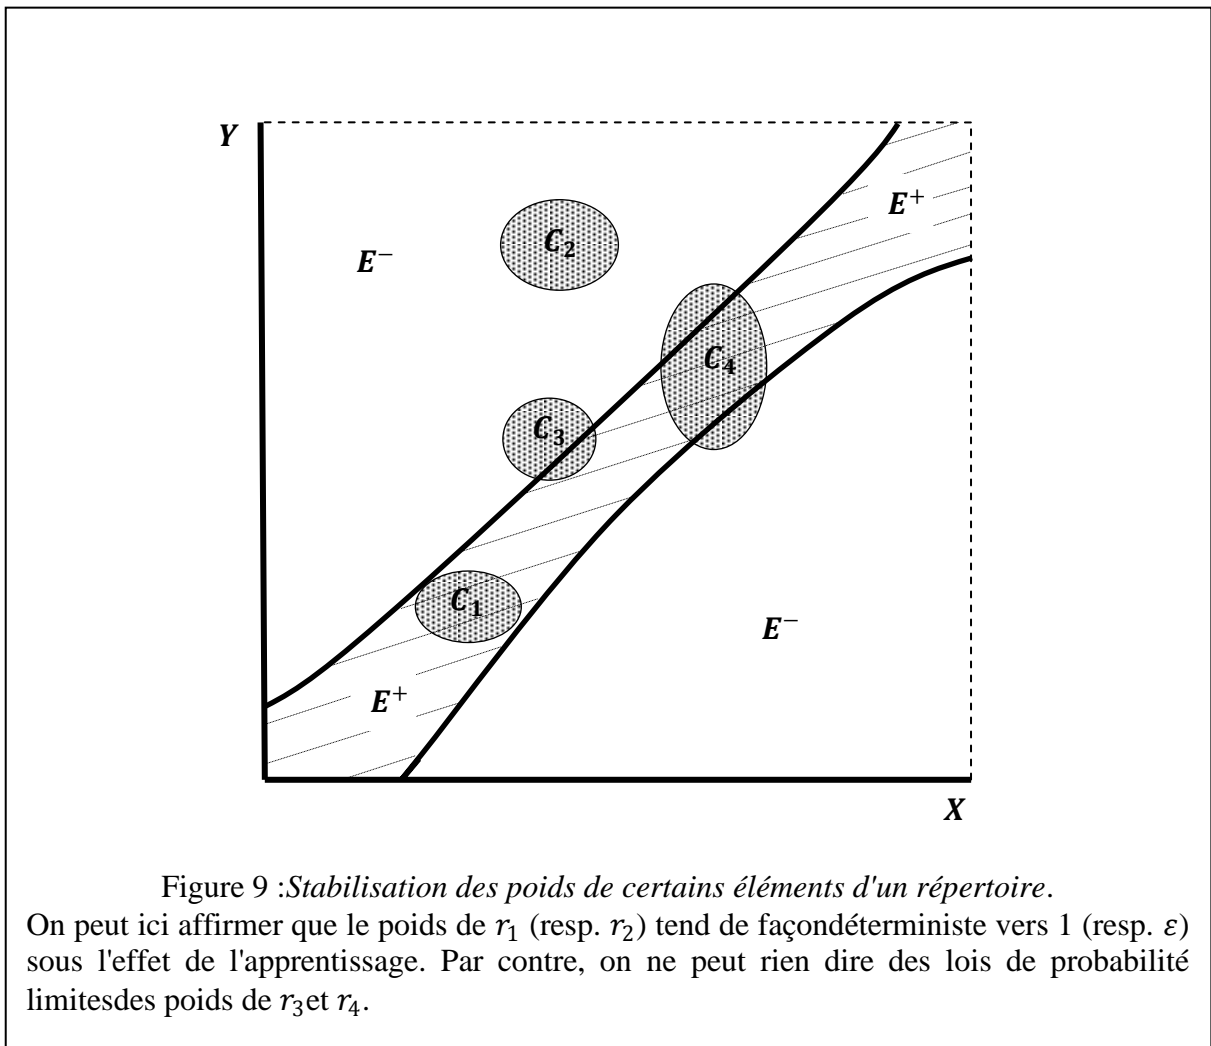 Y
E⁺
C₂
E⁻
C₄
C₃
C₁
E⁻
E⁺
X
Figure 9 :Stabilisation des poids de certains éléments d'un répertoire.
On peut ici affirmer que le poids de r₁ (resp. r₂) tend de façondéterministe vers 1 (resp. ε)
sous l'effet de l'apprentissage. Par contre, on ne peut rien dire des lois de probabilité
limitesdes poids de r₃et r₄.